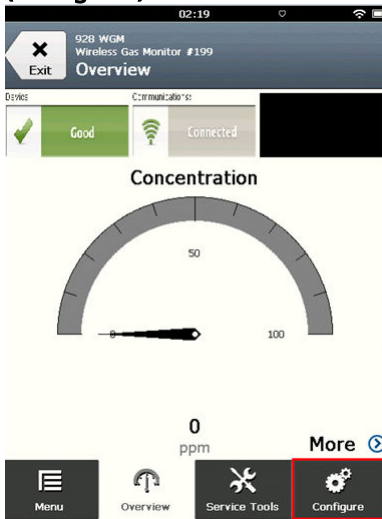 02:19
928 WGM
Wireless Gas Monitor #199
Exit
Overview
Device
Communications:
Good
Connected
Concentration
50
0
100
0
ppm
More
Menu
Overview
Service Tools
Configure